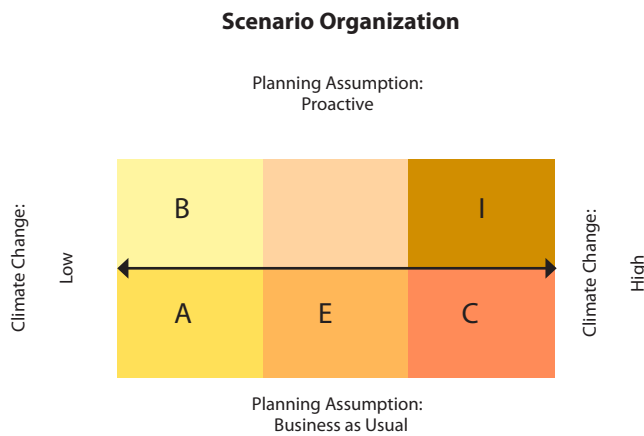 Scenario Organization
Planning Assumption:
Proactive
Climate Change:
Low
B
I
A
E
C
Climate Change:
High
Planning Assumption:
Business as Usual